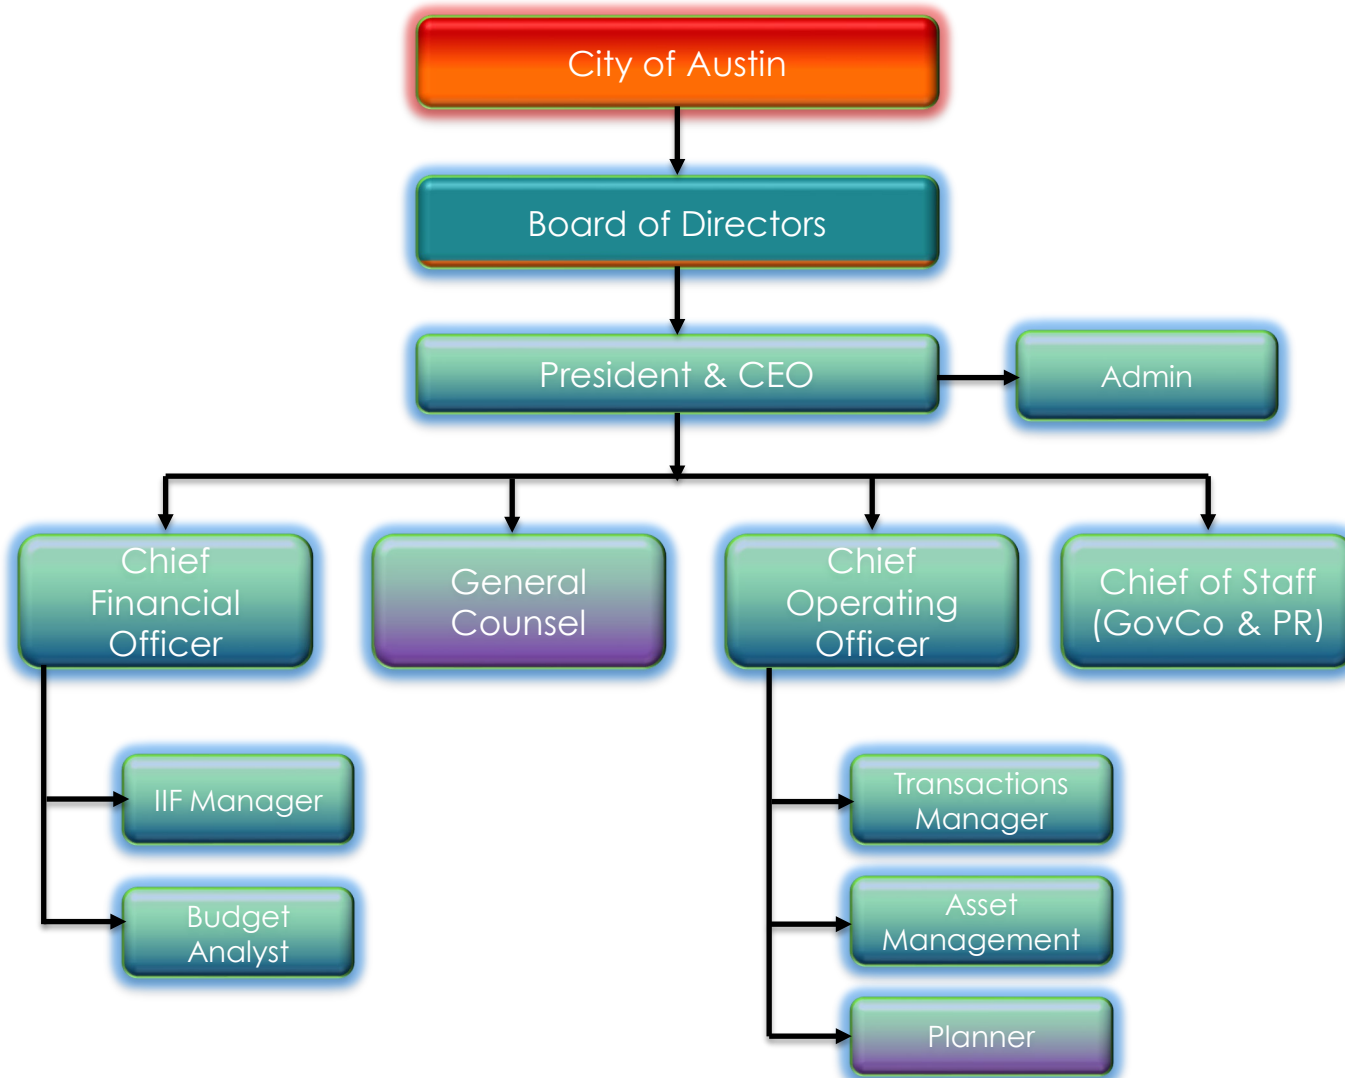 City of Austin
Board of Directors
President & CEO
Admin
Chief
Financial
Officer
General
Counsel
Chief
Operating
Officer
Chief of Staff
(GovCo & PR)
IIF Manager
Budget
Analyst
Transactions
Manager
Asset
Management
Planner